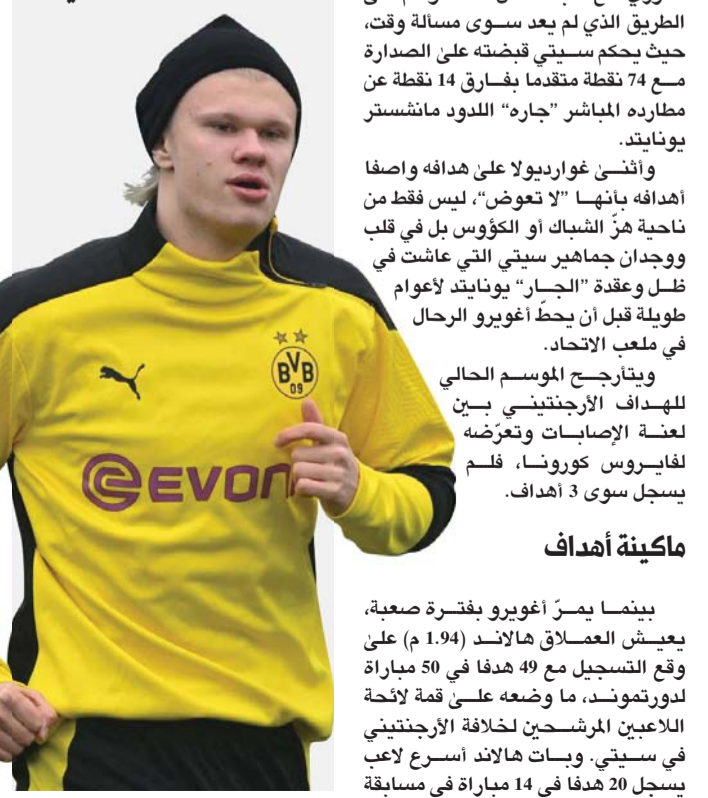 الطريق الذي لم يعد سوى مسألة وقت،
حيث يحكم سيتي قبضته على الصدارة
مع 74 نقطة متقدما بفارق 14 نقطة عن
مطارده المباشر ”جاره“ اللدود مانشستر
يونايتد.
وأثنى غوارديولا على هدافه واصفا
أهدافه بأنها ”لا تعوض“، ليس فقط من
ناحية هزّ الشباك أو الكؤوس بل في قلب
ووجدان جماهير سيتي التي عاشت في
ظل وعقدة ”الجار“ يونايتد لأعوام
طويلة قبل أن يحطّ أغويرو الرحال
في ملعب الاتحاد.
ويتأرجح الموسم الحالي
للهداف الأرجنتيني بين
لعنة الإصابات وتعرّضه
لفايروس كورونا، فلم
يسجل سوى 3 أهداف.
ماكينة أهداف
بينما يمرّ أغويرو بفترة صعبة،
يعيش العملاق هالاند (1.94 م) على
وقع التسجيل مع 49 هدفا في 50 مباراة
لدورتموند، ما وضعه على قمة لائحة
اللاعبين المرشحين لخلافة الأرجنتيني
في سيتي. وبات هالاند أسرع لاعب
يسجل 20 هدفا في 14 مباراة في مسابقة
BVB
09
EVON